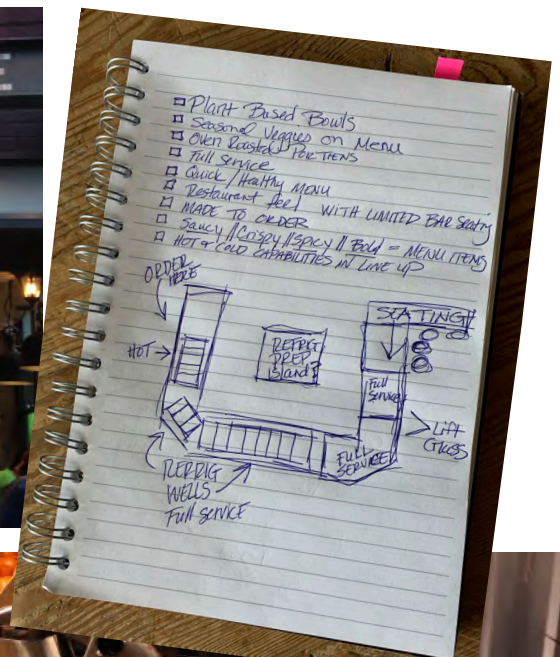 Plant Based Bowls
Seasonal Veggies on Menu
Oven Roasted PORTIENS
Full Service
Quick / Healthy MENU
Restaurant feel WITH LIMITED BAR Seating
MADE TO ORDER
Saucy // Crispy // Spicy // Bold = MENU ITEMS
HOT & COLD CAPABILITIES IN LINE UP
ORDER HERE
HOT
REFRIG
PREP
Island?
SEATING
Full
Service
FULL
SERVICE
Lift
Glass
REFRIG
WELLS
Full SERVICE